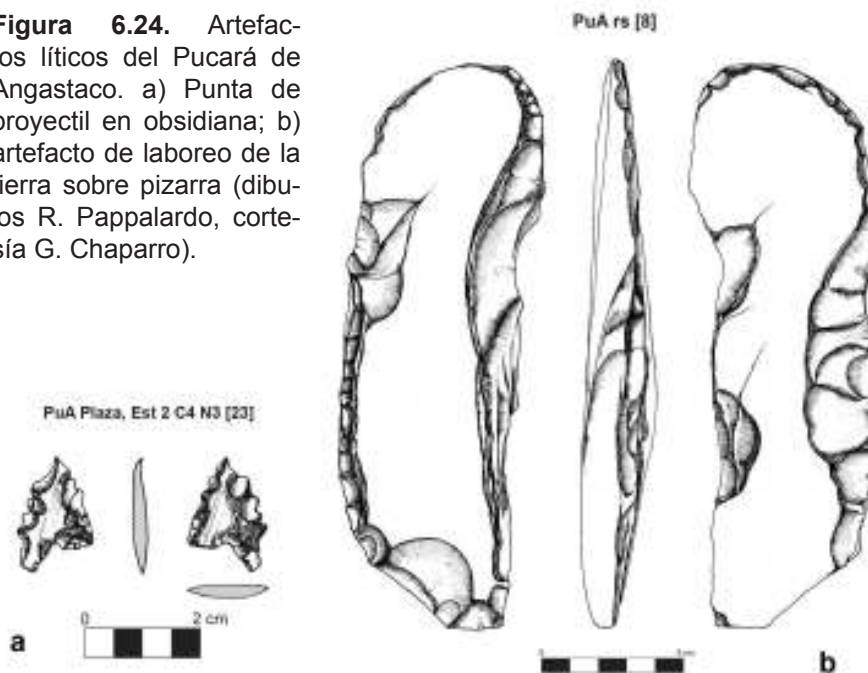 Figura 6.24. Artefac-
tos líticos del Pucará de
Angastaco. a) Punta de
proyectil en obsidiana; b)
artefacto de laboreo de la
tierra sobre pizarra (dibu-
jos R. Pappalardo, corte-
sía G. Chaparro).
PuA rs [8]
PuA Plaza, Est 2 C4 N3 [23]
0 2 cm
a
b